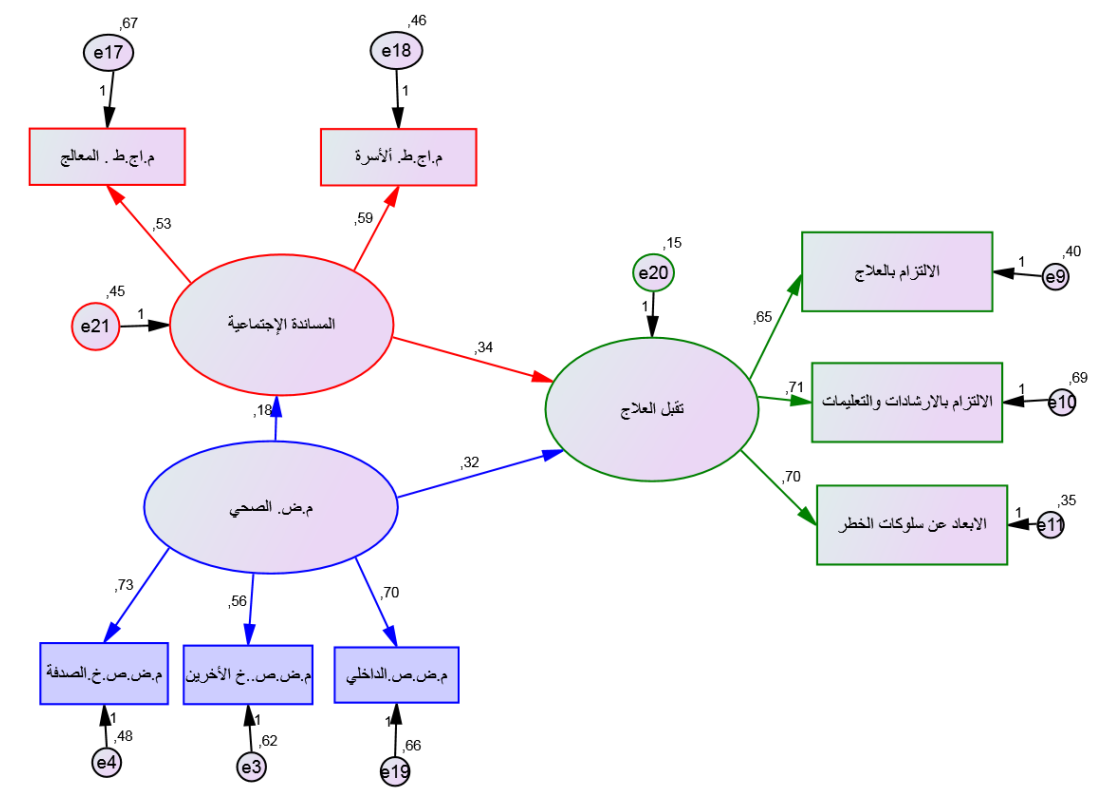 ,67
,46
e17
e18
1
1
م.اج.ط . المعالج
م.اج.ط. ألأسرة
,53
,59
,15
,40
e20
الالتزام بالعلاج
1
e9
,45
e21
1
المساندة الإجتماعية
1
,65
,34
,69
,71
الالتزام بالارشادات والتعليمات
1
e10
تقبل العلاج
,18
,32
,70
,35
م.ض. الصحي
الابعاد عن سلوكات الخطر
1
e11
,73
,56
,70
م.ض.ص.خ.الصدفة
م.ض.ص..خ الأخرين
م.ض.ص.الداخلي
1
1
1
,48
,62
,66
e4
e3
e19